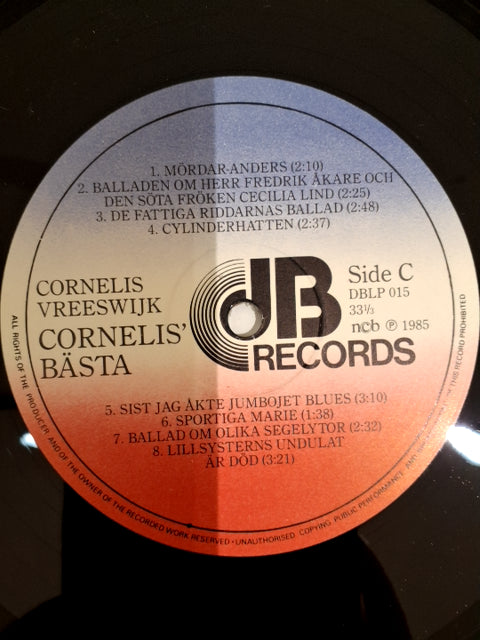 1. MÖRDAR-ANDERS (2:10)
2. BALLADEN OM HERR FREDRIK ÅKARE OCH
DEN SÖTA FRÖKEN CECILIA LIND (2:25)
3. DE FATTIGA RIDDARNAS BALLAD (2:48)
4. CYLINDERHATTEN (2:37)
CORNELIS
VREESWIJK
CORNELIS'
BÄSTA
dB
RECORDS
Side C
DBLP 015
33⅓
ncb ℗ 1985
5. SIST JAG ÅKTE JUMBOJET BLUES (3:10)
6. SPORTIGA MARIE (1:38)
7. BALLAD OM OLIKA SEGELYTOR (2:32)
8. LILLSYSTERNS UNDULAT
ÄR DÖD (3:21)
ALL RIGHTS OF THE PRODUCER AND OF THE OWNER OF THE RECORDED WORK RESERVED • UNAUTHORISED COPYING PUBLIC PERFORMANCE AND OF THIS RECORD PROHIBITED